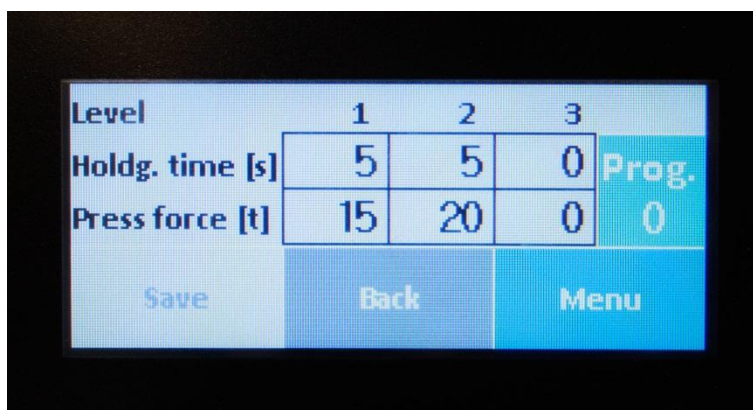 Level 1 2 3
Holdg. time [s] 5 5 0 Prog.
Press force [t] 15 20 0 0
Save Back Menu